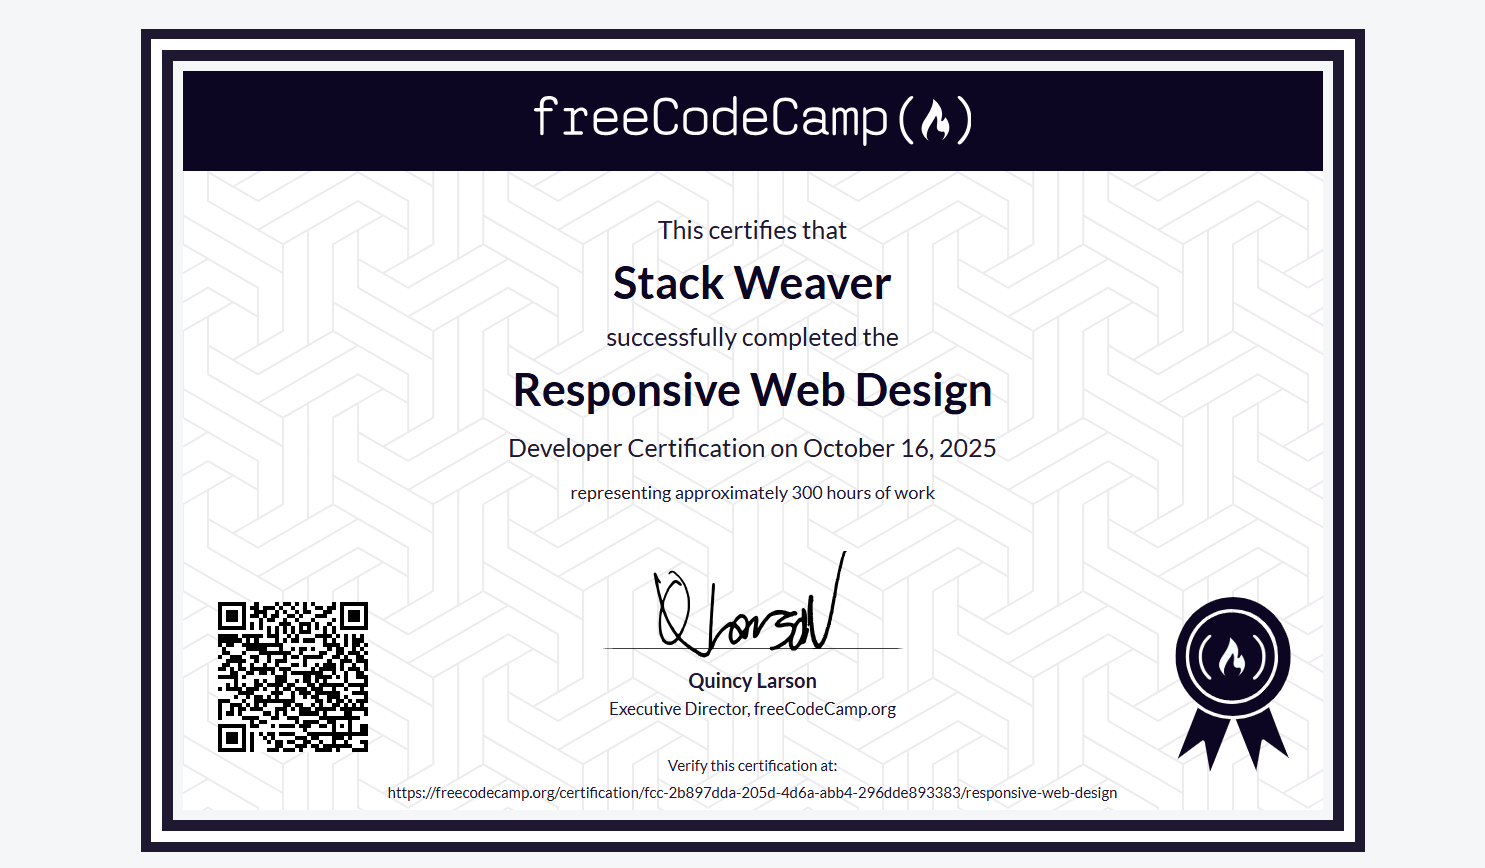 freeCodeCamp
This certifies that
Stack Weaver
successfully completed the
Responsive Web Design
Developer Certification on October 16, 2025
representing approximately 300 hours of work
Quincy Larson
Executive Director, freeCodeCamp.org
Verify this certification at:
https://freecodecamp.org/certification/fcc-2b897dda-205d-4d6a-abb4-296dde893383/responsive-web-design